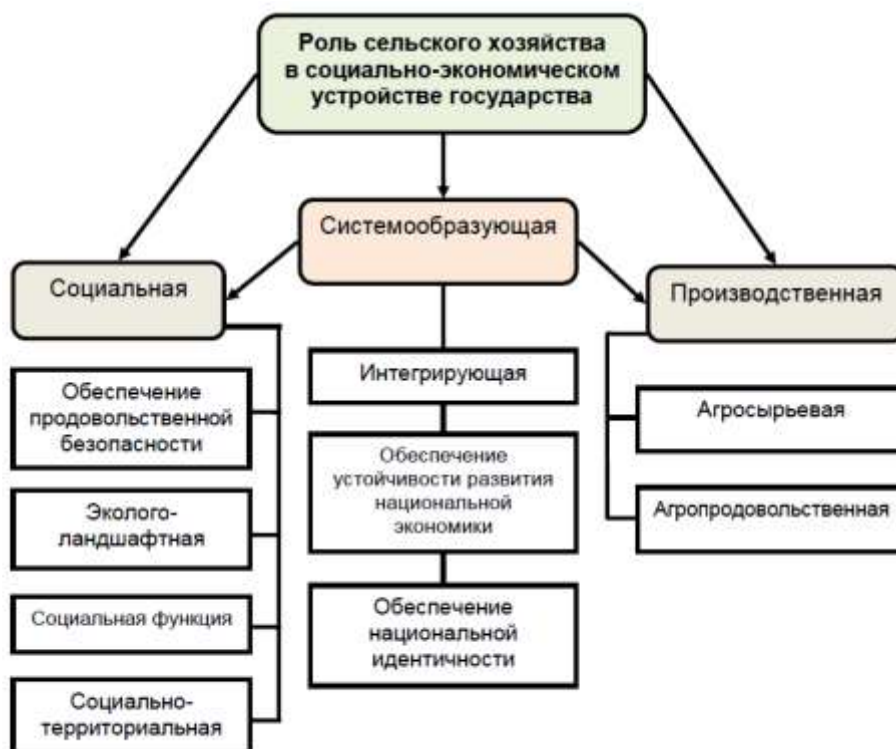 Роль сельского хозяйства
в социально-экономическом
устройстве государства
Системообразующая
Социальная
Производственная
Обеспечение
продовольственной
безопасности
Эколого-
ландшафтная
Социальная функция
Социально-
территориальная
Интегрирующая
Обеспечение
устойчивости развития
национальной
экономики
Обеспечение
национальной
идентичности
Агросырьевая
Агропродовольственная